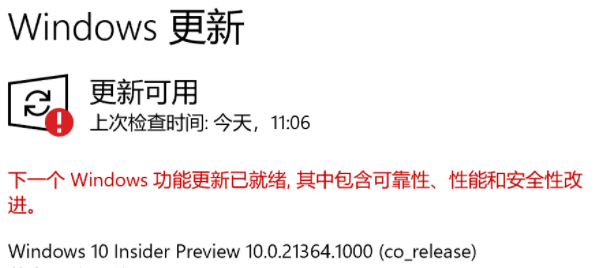 Windows 更新
更新可用
上次检查时间: 今天，11:06
下一个 Windows 功能更新已就绪, 其中包含可靠性、性能和安全性改
进。
Windows 10 Insider Preview 10.0.21364.1000 (co_release)